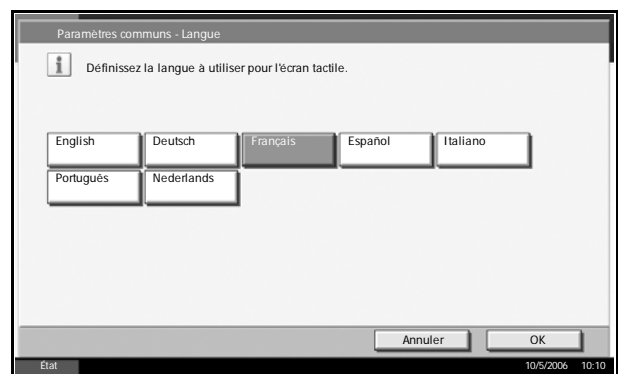 Paramètres communs - Langue
Définissez la langue à utiliser pour l'écran tactile.
English Deutsch Français Español Italiano
Português Nederlands
Annuler OK
État 10/5/2006 10:10